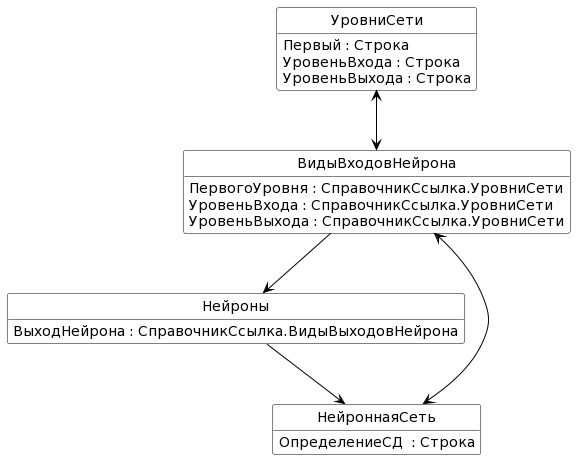 УровниСети
Первый : Строка
УровеньВхода : Строка
УровеньВыхода : Строка
ВидыВходовНейрона
ПервогоУровня : СправочникСсылка.УровниСети
УровеньВхода : СправочникСсылка.УровниСети
УровеньВыхода : СправочникСсылка.УровниСети
Нейроны
ВыходНейрона : СправочникСсылка.ВидыВыходовНейрона
НейроннаяСеть
ОпределениеСД : Строка